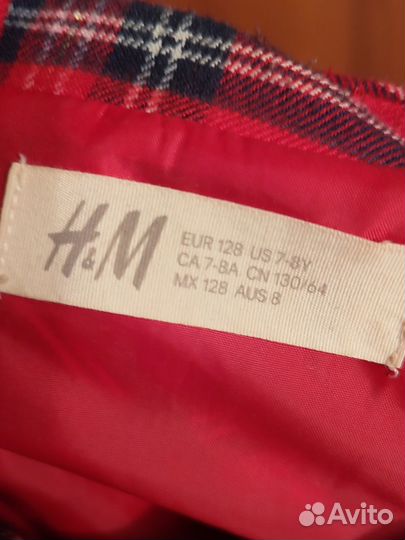 H&M
EUR 128 US 7-8Y
CA 7-8A CN 130/64
MX 128 AUS 8
Avito